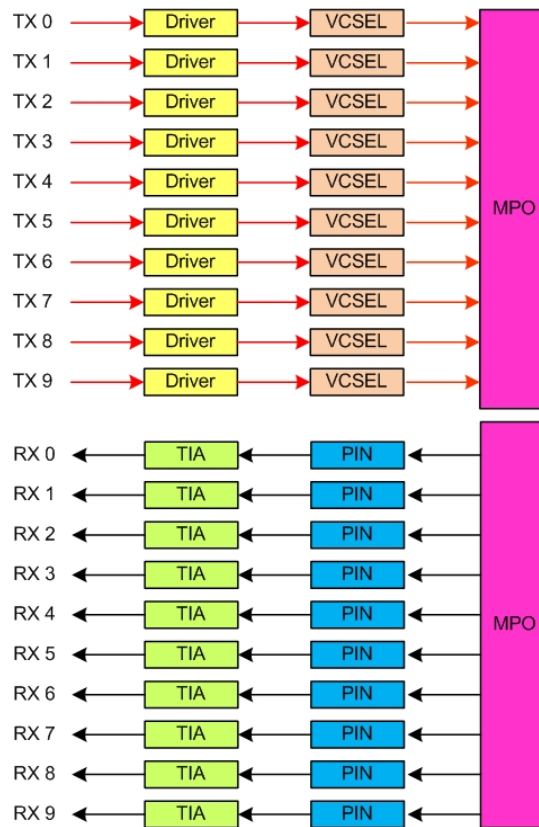 TX 0 Driver VCSEL
TX 1 Driver VCSEL
TX 2 Driver VCSEL
TX 3 Driver VCSEL
TX 4 Driver VCSEL
TX 5 Driver VCSEL MPO
TX 6 Driver VCSEL
TX 7 Driver VCSEL
TX 8 Driver VCSEL
TX 9 Driver VCSEL
RX 0 TIA PIN
RX 1 TIA PIN
RX 2 TIA PIN
RX 3 TIA PIN
RX 4 TIA PIN MPO
RX 5 TIA PIN
RX 6 TIA PIN
RX 7 TIA PIN
RX 8 TIA PIN
RX 9 TIA PIN